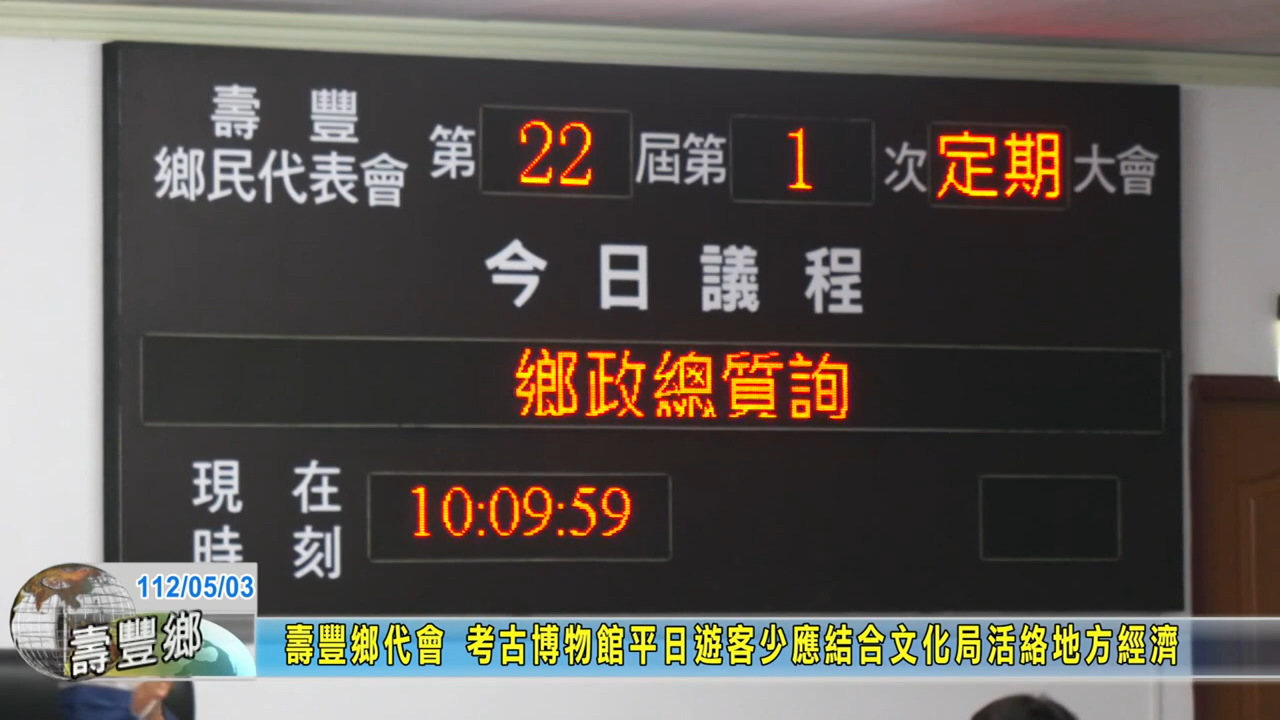 壽豐
鄉民代表會 第22屆第1次定期大會
今日議程
鄉政總質詢
現在
時刻 10:09:59
112/05/03
壽豐鄉
壽豐鄉代會 考古博物館平日遊客少應結合文化局活絡地方經濟